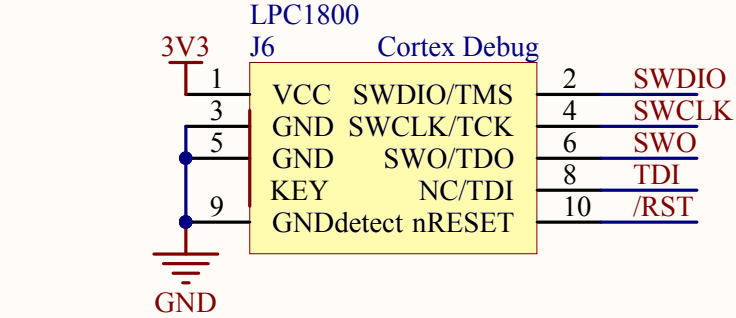 LPC1800
3V3 J6 Cortex Debug
1 VCC SWDIO/TMS 2 SWDIO
3 GND SWCLK/TCK 4 SWCLK
5 GND SWO/TDO 6 SWO
KEY NC/TDI 8 TDI
9 GNDdetect nRESET 10 /RST
GND